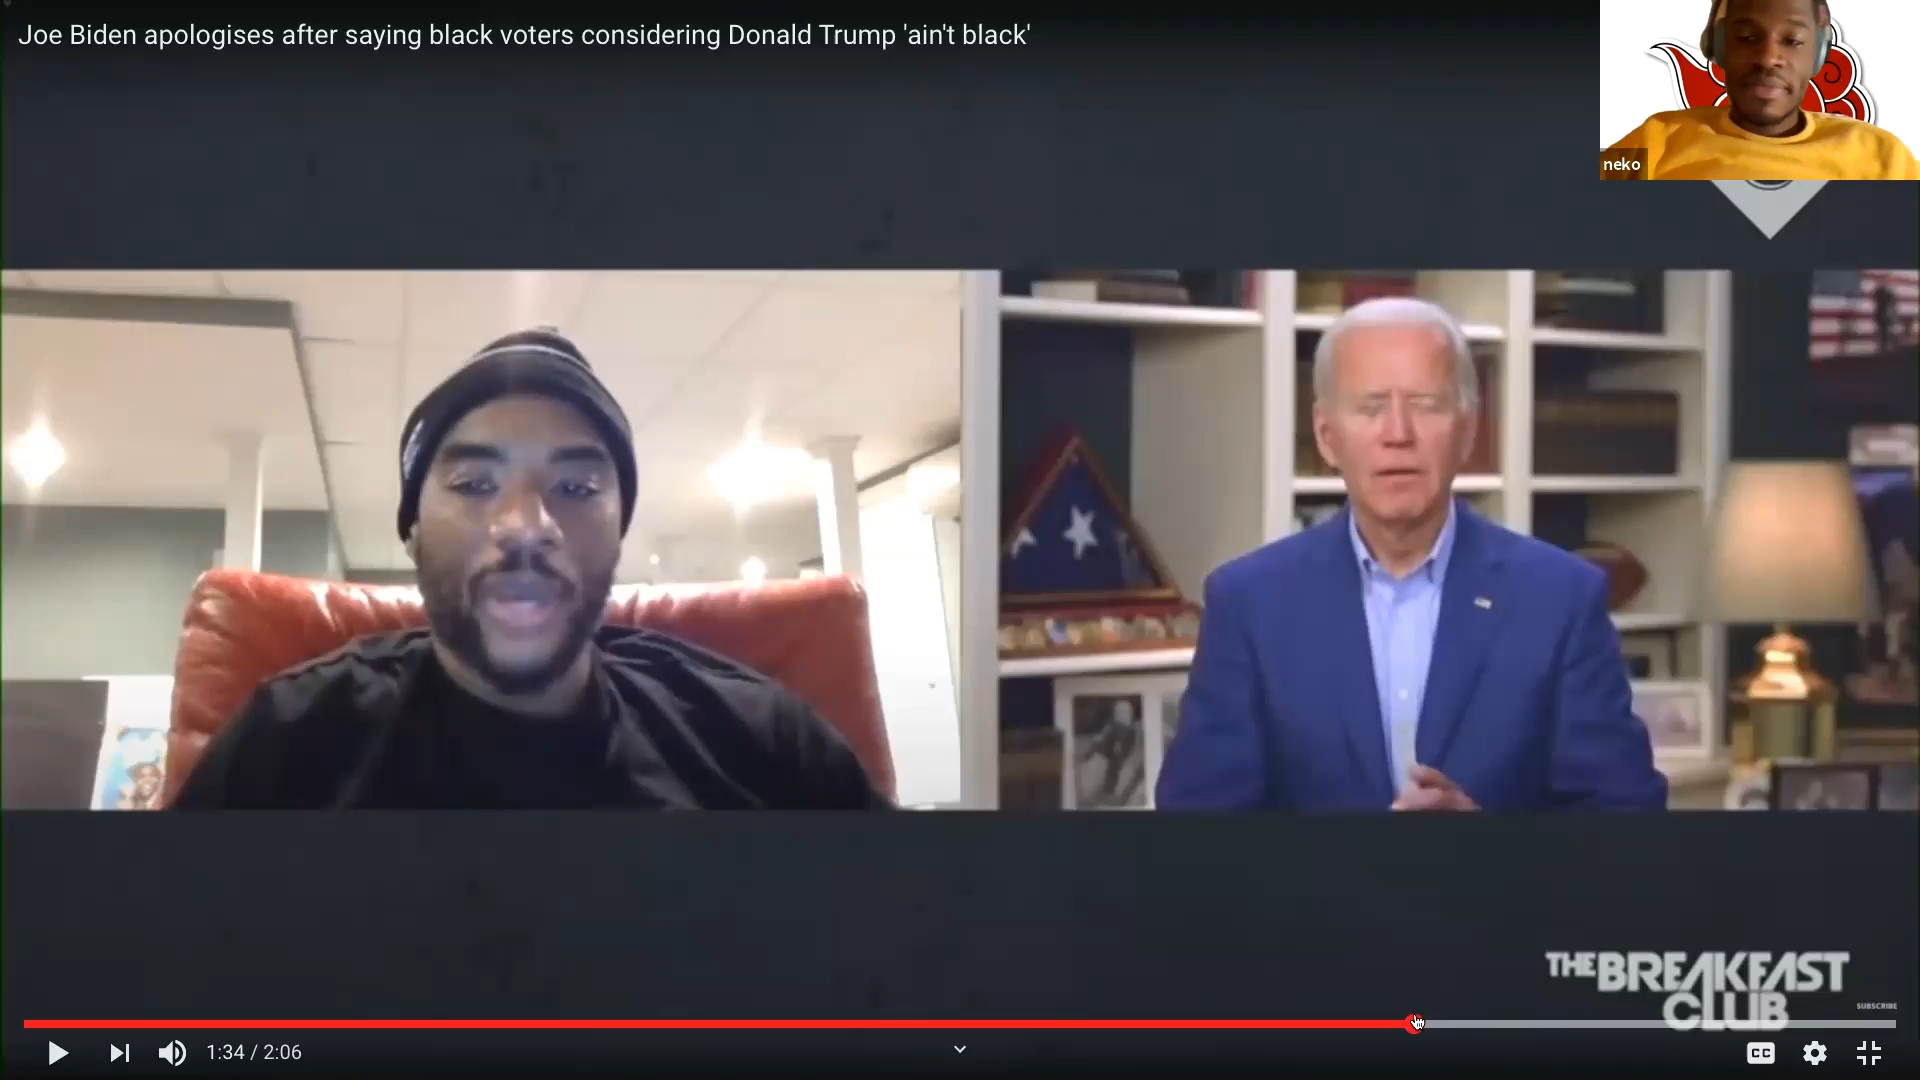 Joe Biden apologises after saying black voters considering Donald Trump 'ain't black'
neko
THE BREAKFAST
CLUB
SUBSCRIBE
1:34 / 2:06
CC